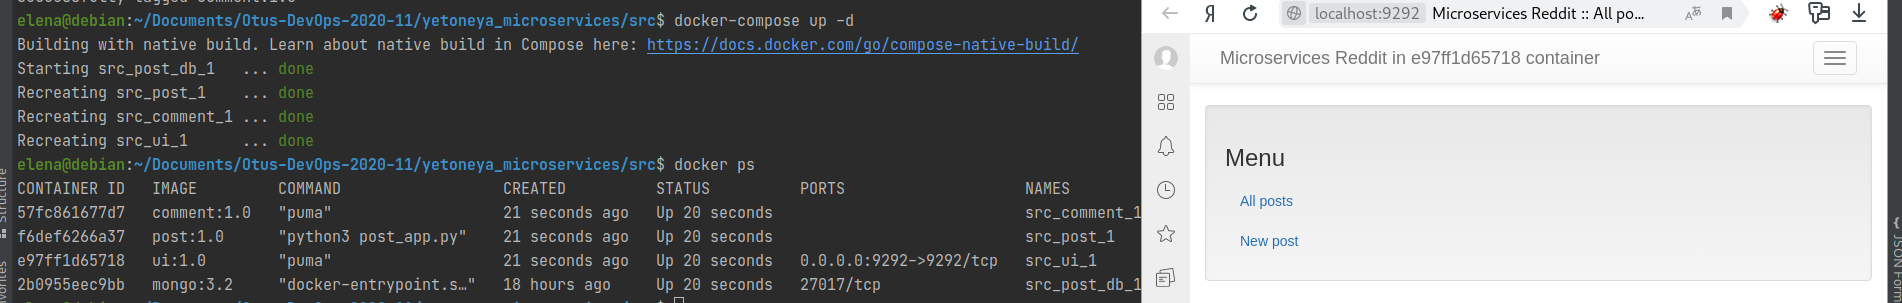 elena@debian:~/Documents/Otus-DevOps-2020-11/yetoneya_microservices/src$ docker-compose up -d
Building with native build. Learn about native build in Compose here: https://docs.docker.com/go/compose-native-build/
Starting src_post_db_1   ... done
Recreating src_post_1    ... done
Recreating src_comment_1 ... done
Recreating src_ui_1      ... done
elena@debian:~/Documents/Otus-DevOps-2020-11/yetoneya_microservices/src$ docker ps
CONTAINER ID   IMAGE         COMMAND                  CREATED          STATUS          PORTS                    NAMES
57fc861677d7   comment:1.0   "puma"                   21 seconds ago   Up 20 seconds                            src_comment_1
f6def6266a37   post:1.0      "python3 post_app.py"    21 seconds ago   Up 20 seconds                            src_post_1
e97ff1d65718   ui:1.0        "puma"                   21 seconds ago   Up 20 seconds   0.0.0.0:9292->9292/tcp   src_ui_1
2b0955eec9bb   mongo:3.2     "docker-entrypoint.s…"   18 hours ago     Up 20 seconds   27017/tcp                src_post_db_1
Structure
localhost:9292 Microservices Reddit :: All po...
Microservices Reddit in e97ff1d65718 container
Menu
All posts
New post